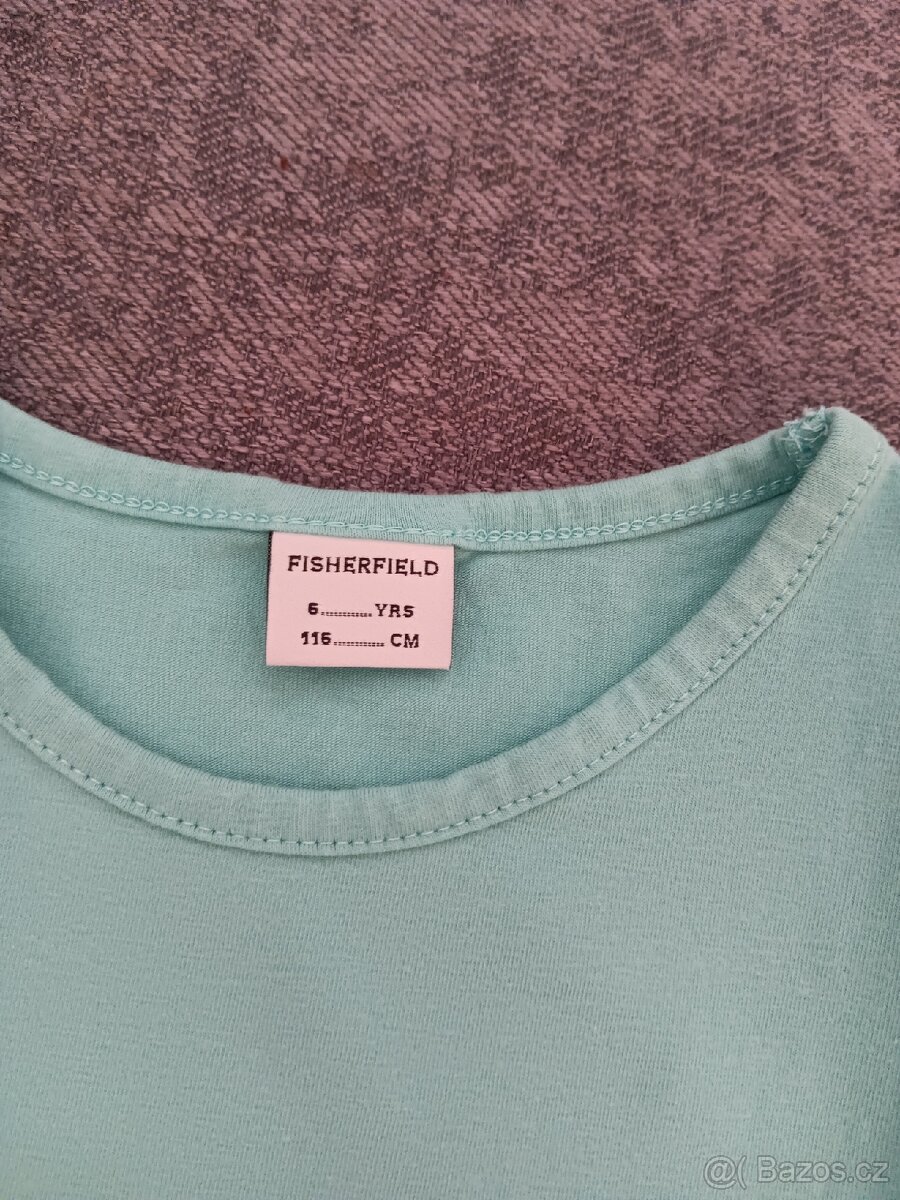 FISHERFIELD
6............YRS
116............CM
@( Bazos.cz